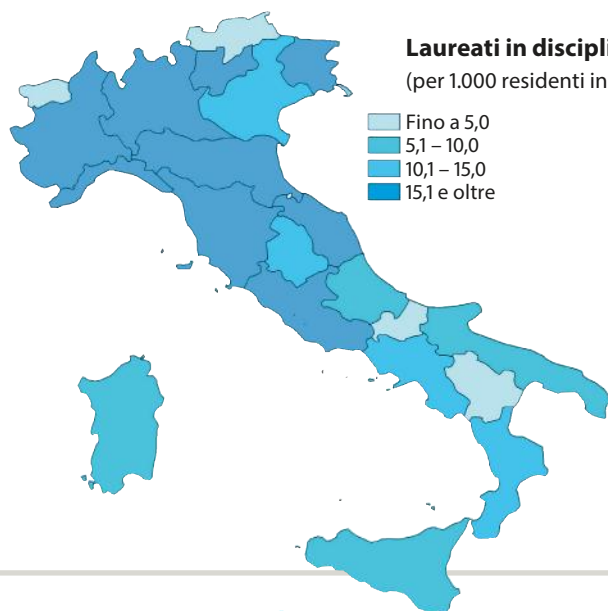 Laureati in discipli
(per 1.000 residenti in
Fino a 5,0
5,1 – 10,0
10,1 – 15,0
15,1 e oltre